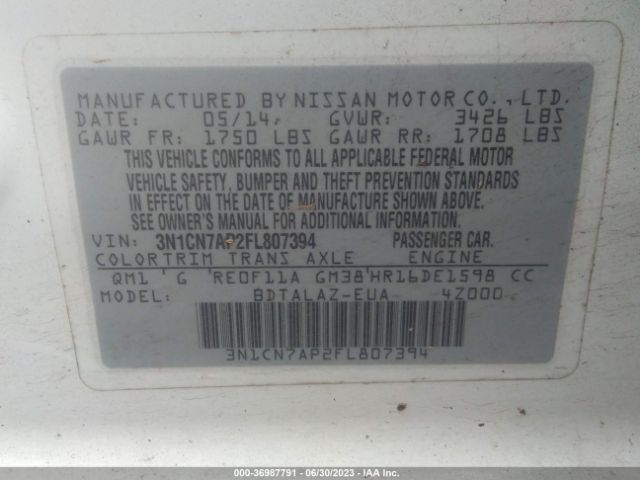 MANUFACTURED BY NISSAN MOTOR CO., LTD.
DATE: 05/14 GVWR: 3426 LBS
GAWR FR: 1750 LBS GAWR RR: 1708 LBS
THIS VEHICLE CONFORMS TO ALL APPLICABLE FEDERAL MOTOR
VEHICLE SAFETY, BUMPER AND THEFT PREVENTION STANDARDS
IN EFFECT ON THE DATE OF MANUFACTURE SHOWN ABOVE.
SEE OWNER'S MANUAL FOR ADDITIONAL INFORMATION.
VIN: 3N1CN7AP2FL807394 PASSENGER CAR.
COLOR TRIM TRANS AXLE ENGINE
QM1 'G 'RE0F11A GM38'HR16DE1598 CC
MODEL: BDTALAZ-EUA 4Z000
3N1CN7AP2FL807394
000-36987791 - 06/30/2023 - IAA Inc.